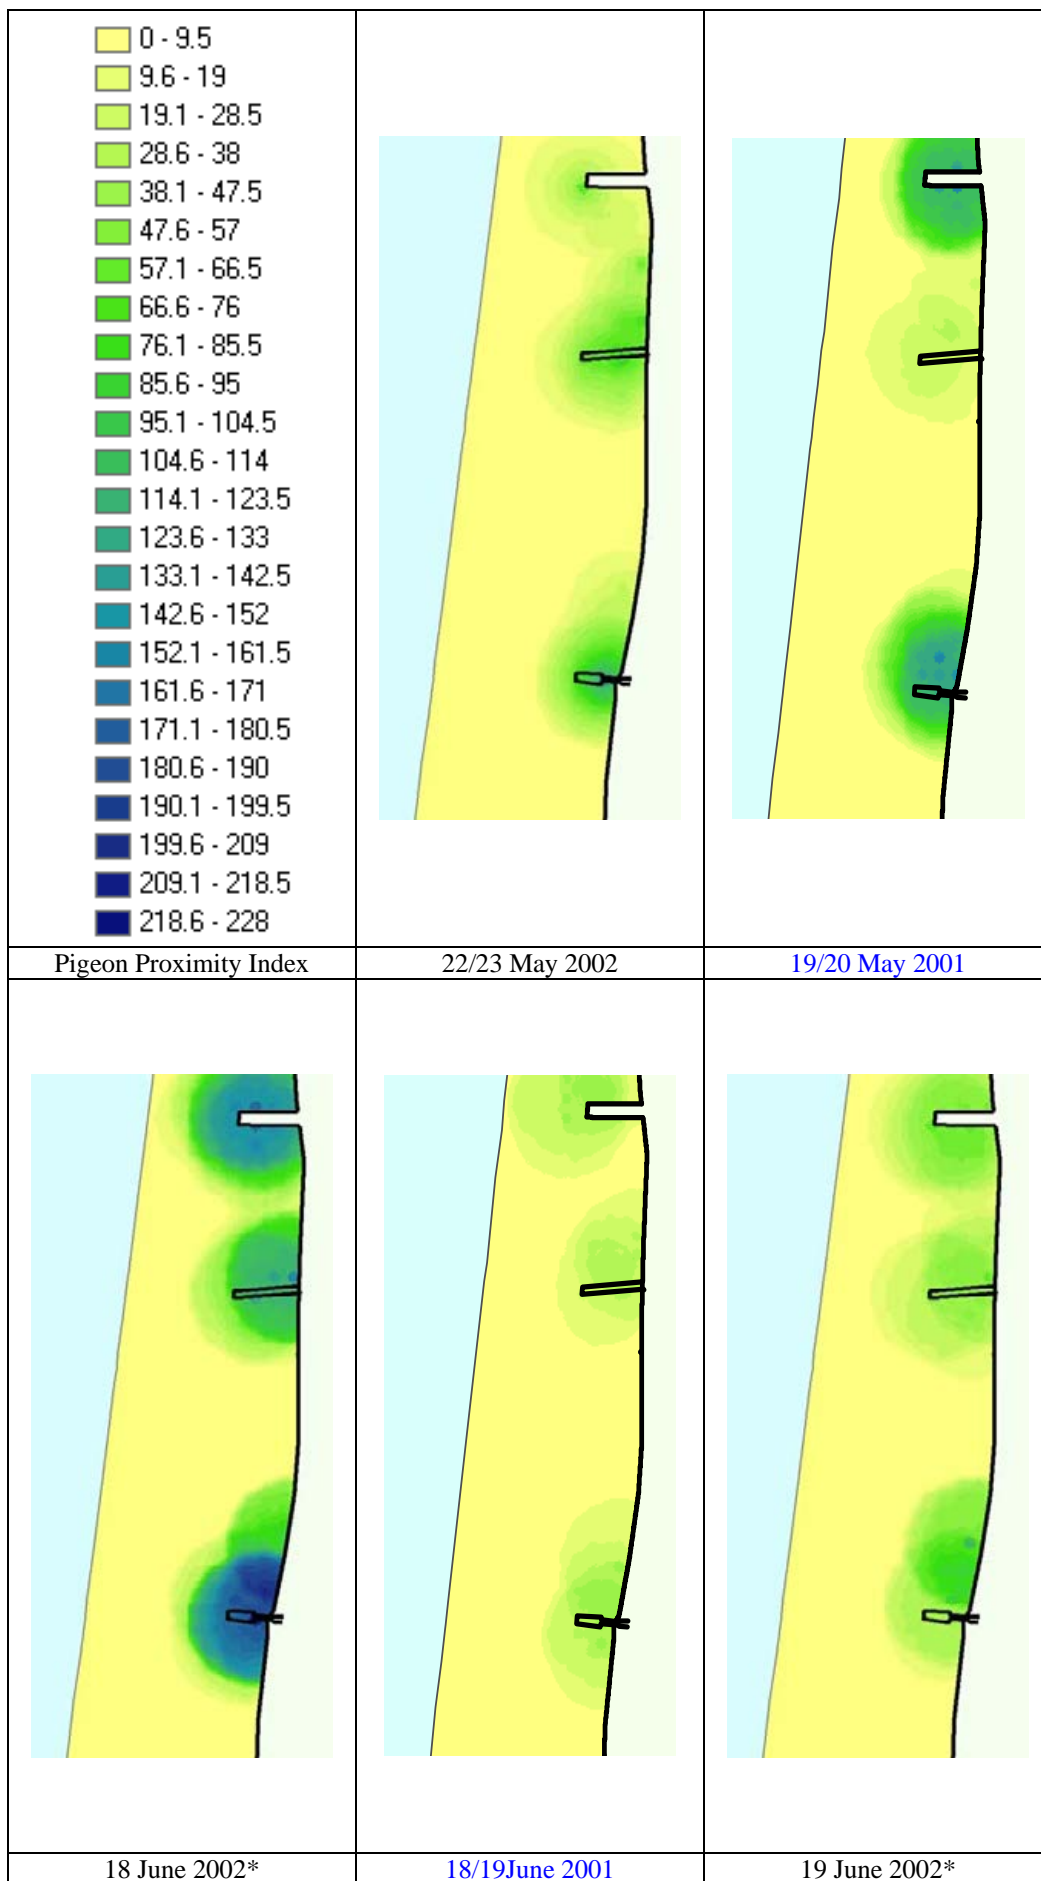 0 - 9.5
9.6 - 19
19.1 - 28.5
28.6 - 38
38.1 - 47.5
47.6 - 57
57.1 - 66.5
66.6 - 76
76.1 - 85.5
85.6 - 95
95.1 - 104.5
104.6 - 114
114.1 - 123.5
123.6 - 133
133.1 - 142.5
142.6 - 152
152.1 - 161.5
161.6 - 171
171.1 - 180.5
180.6 - 190
190.1 - 199.5
199.6 - 209
209.1 - 218.5
218.6 - 228
Pigeon Proximity Index
22/23 May 2002
19/20 May 2001
18 June 2002*
18/19June 2001
19 June 2002*